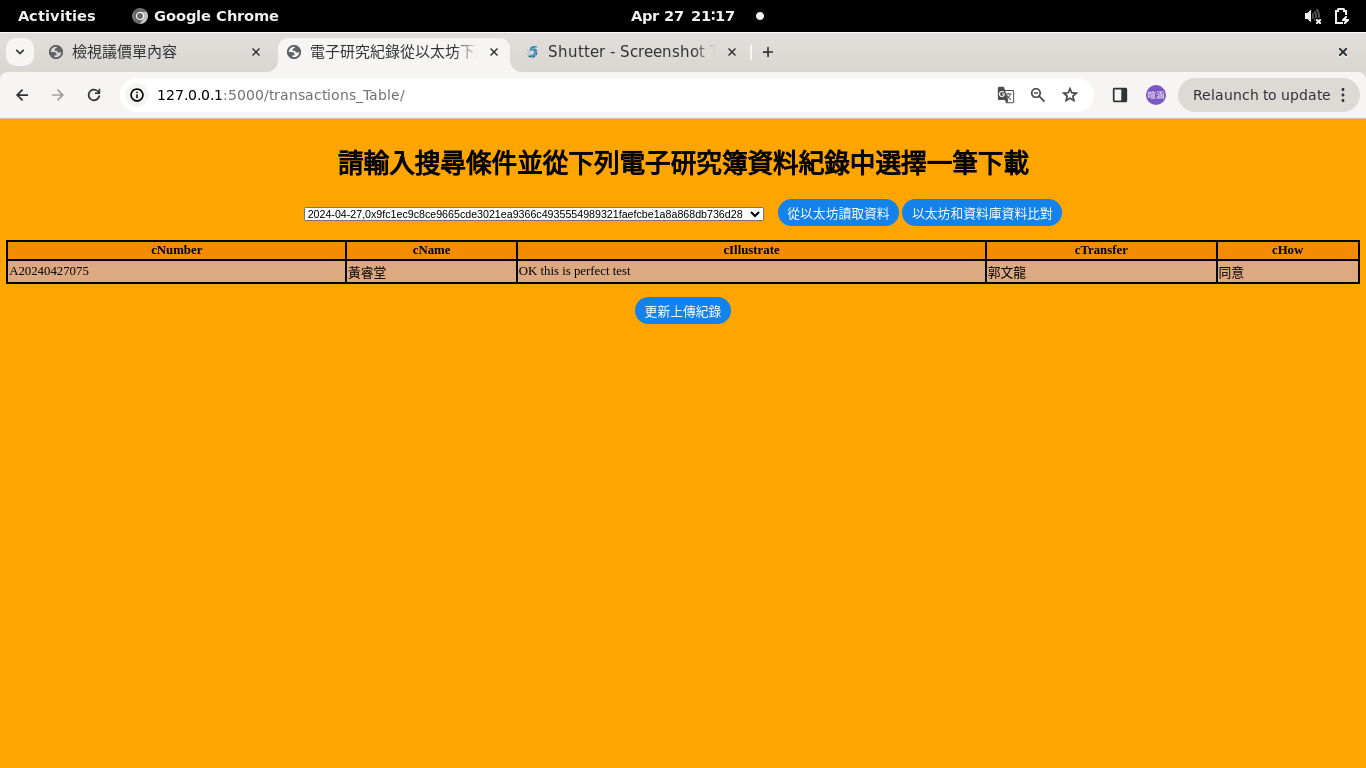 Activities Google Chrome Apr 27 21:17
檢視議價單內容 電子研究紀錄從以太坊下 Shutter - Screenshot
127.0.0.1:5000/transactions_Table/ 暄涵 Relaunch to update
請輸入搜尋條件並從下列電子研究簿資料紀錄中選擇一筆下載
2024-04-27,0x9fc1ec9c8ce9665cde3021ea9366c4935554989321faefcbe1a8a868db736d28 從以太坊讀取資料 以太坊和資料庫資料比對
cNumber cName cIllustrate cTransfer cHow
A20240427075 黃睿堂 OK this is perfect test 郭文龍 同意
更新上傳紀錄